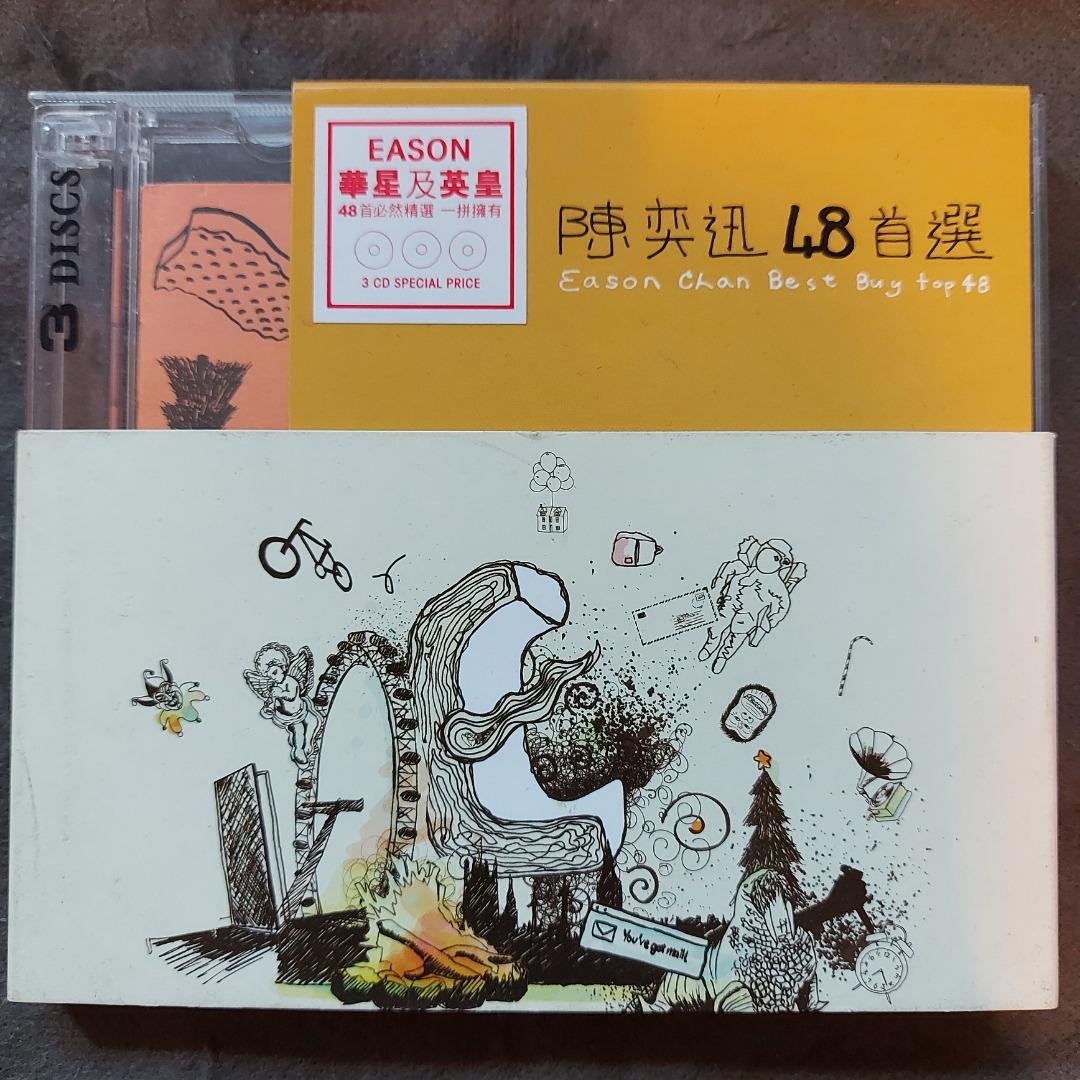 3 DISCS
EASON
華星及英皇
48首必然精選 一拼擁有
3 CD SPECIAL PRICE
陳奕迅 48 首選
Eason Chan Best Buy top 48
You've got mail!